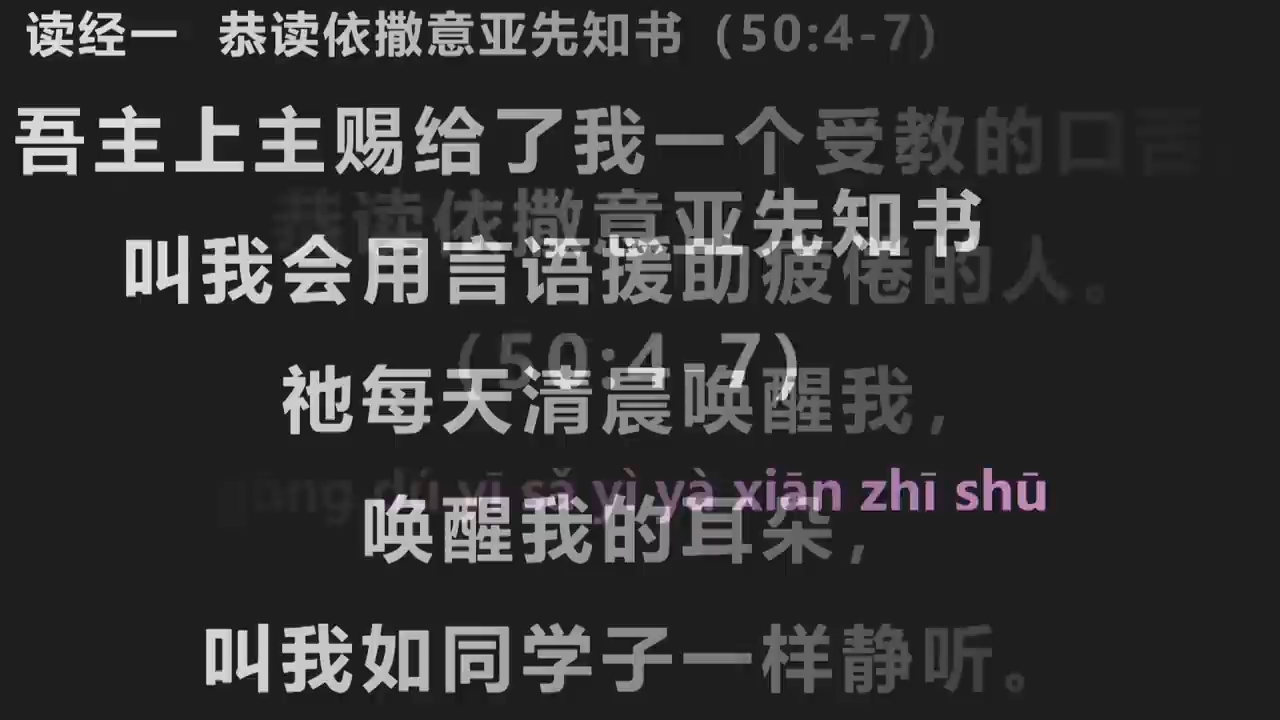 读经一 恭读依撒意亚先知书（50:4-7）
吾主上主赐给了我一个受教的口舌
恭读依撒意亚先知书
叫我会用言语援助疲倦的人。
（50:4-7）
祂每天清晨唤醒我，
gōng dú yī sǎ yì yà xiān zhī shū
唤醒我的耳朵，
叫我如同学子一样静听。